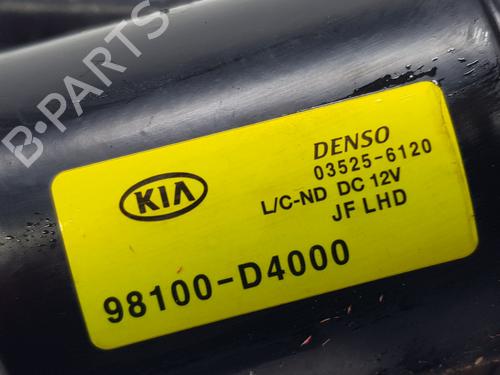 B-PARTS
KIA
DENSO
03525-6120
L/C-ND DC 12V
JF LHD
98100-D4000